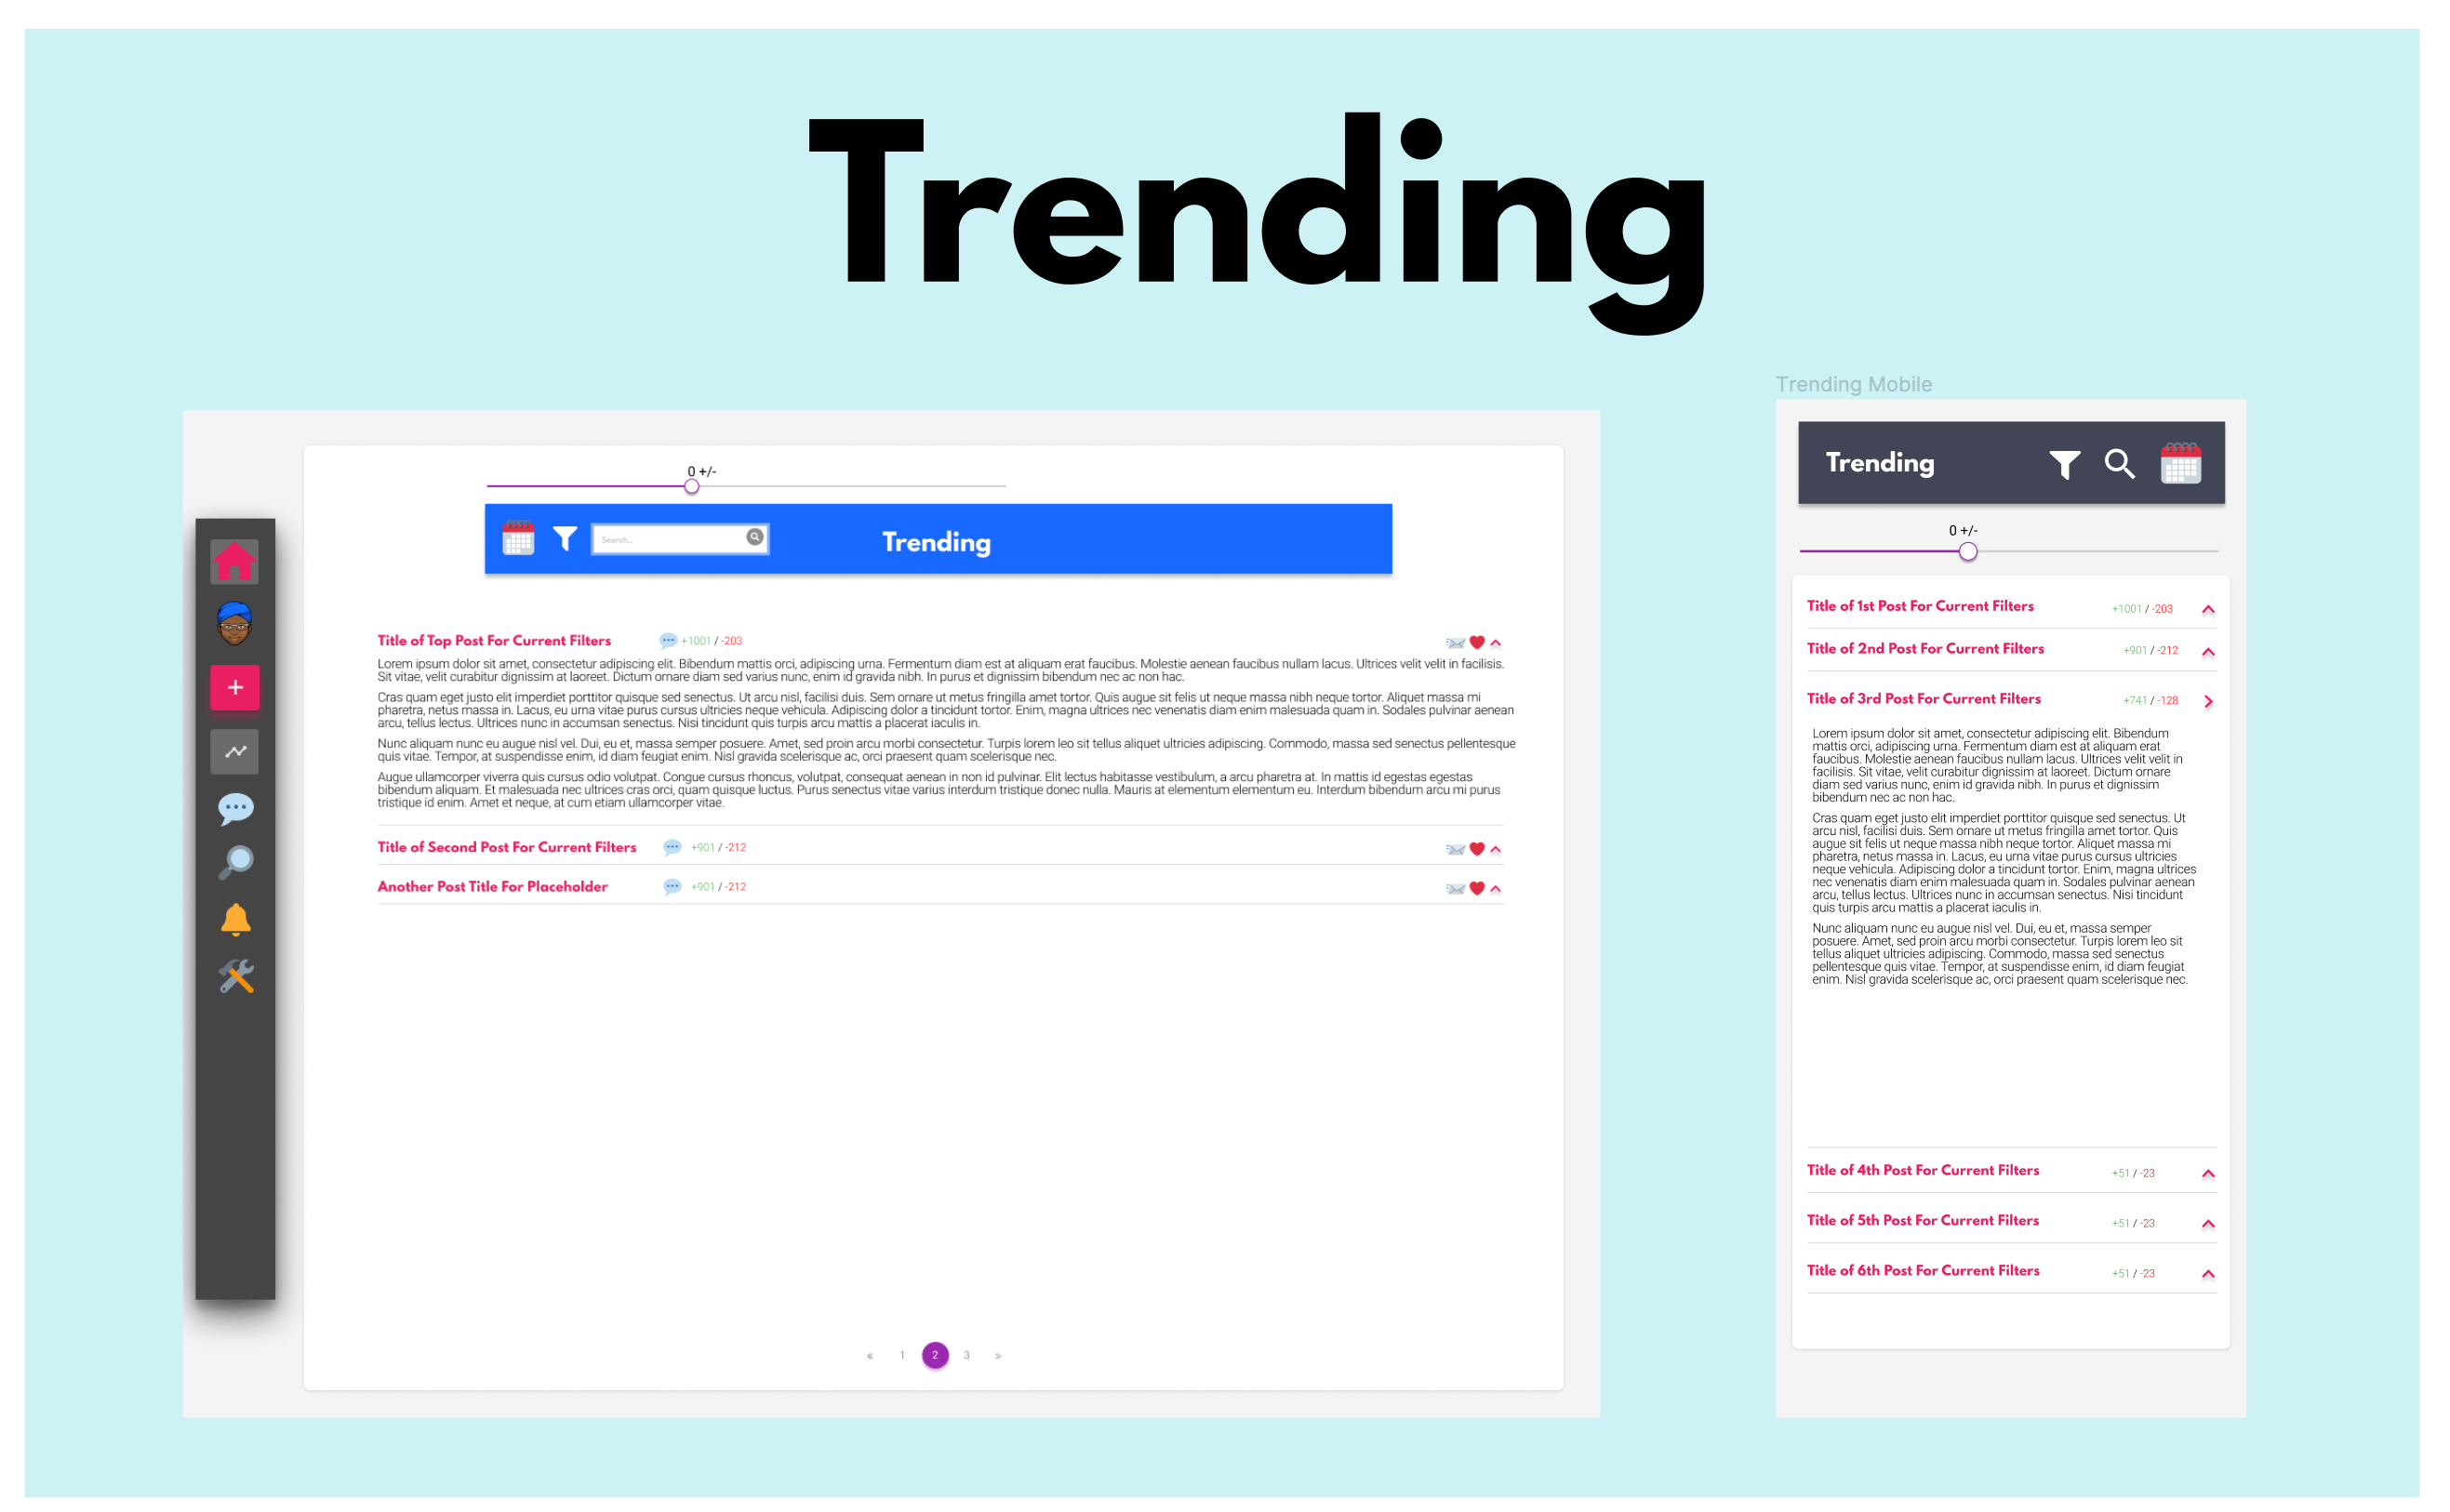 Trending
Trending Mobile
0 +/-
Search...
Trending
Title of Top Post For Current Filters
+1001 / -203
Lorem ipsum dolor sit amet, consectetur adipiscing elit. Bibendum mattis orci, adipiscing urna. Fermentum diam est at aliquam erat faucibus. Molestie aenean faucibus nullam lacus. Ultrices velit velit in facilisis.
Sit vitae, velit curabitur dignissim at laoreet. Dictum ornare diam sed varius nunc, enim id gravida nibh. In purus et dignissim bibendum nec ac non hac.
Cras quam eget justo elit imperdiet porttitor quisque sed senectus. Ut arcu nisl, facilisi duis. Sem ornare ut metus fringilla amet tortor. Quis augue sit felis ut neque massa nibh neque tortor. Aliquet massa mi
pharetra, netus massa in. Lacus, eu urna vitae purus cursus ultricies neque vehicula. Adipiscing dolor a tincidunt tortor. Enim, magna ultrices nec venenatis diam enim malesuada quam in. Sodales pulvinar aenean
arcu, tellus lectus. Ultrices nunc in accumsan senectus. Nisi tincidunt quis turpis arcu mattis a placerat iaculis in.
Nunc aliquam nunc eu augue nisl vel. Dui, eu et, massa semper posuere. Amet, sed proin arcu morbi consectetur. Turpis lorem leo sit tellus aliquet ultricies adipiscing. Commodo, massa sed senectus pellentesque
quis vitae. Tempor, at suspendisse enim, id diam feugiat enim. Nisl gravida scelerisque ac, orci praesent quam scelerisque nec.
Augue ullamcorper viverra quis cursus odio volutpat. Congue cursus rhoncus, volutpat, consequat aenean in non id pulvinar. Elit lectus habitasse vestibulum, a arcu pharetra at. In mattis id egestas egestas
bibendum aliquam. Et malesuada nec ultrices cras orci, quam quisque luctus. Purus senectus vitae varius interdum tristique donec nulla. Mauris at elementum elementum eu. Interdum bibendum arcu mi purus
tristique id enim. Amet et neque, at cum etiam ullamcorper vitae.
Title of Second Post For Current Filters
+901 / -212
Another Post Title For Placeholder
+901 / -212
« 1 2 3 »
Trending
0 +/-
Title of 1st Post For Current Filters
+1001 / -203
Title of 2nd Post For Current Filters
+901 / -212
Title of 3rd Post For Current Filters
+741 / -128
Lorem ipsum dolor sit amet, consectetur adipiscing elit. Bibendum
mattis orci, adipiscing urna. Fermentum diam est at aliquam erat
faucibus. Molestie aenean faucibus nullam lacus. Ultrices velit velit in
facilisis. Sit vitae, velit curabitur dignissim at laoreet. Dictum ornare
diam sed varius nunc, enim id gravida nibh. In purus et dignissim
bibendum nec ac non hac.
Cras quam eget justo elit imperdiet porttitor quisque sed senectus. Ut
arcu nisl, facilisi duis. Sem ornare ut metus fringilla amet tortor. Quis
augue sit felis ut neque massa nibh neque tortor. Aliquet massa mi
pharetra, netus massa in. Lacus, eu urna vitae purus cursus ultricies
neque vehicula. Adipiscing dolor a tincidunt tortor. Enim, magna ultrices
nec venenatis diam enim malesuada quam in. Sodales pulvinar aenean
arcu, tellus lectus. Ultrices nunc in accumsan senectus. Nisi tincidunt
quis turpis arcu mattis a placerat iaculis in.
Nunc aliquam nunc eu augue nisl vel. Dui, eu et, massa semper
posuere. Amet, sed proin arcu morbi consectetur. Turpis lorem leo sit
tellus aliquet ultricies adipiscing. Commodo, massa sed senectus
pellentesque quis vitae. Tempor, at suspendisse enim, id diam feugiat
enim. Nisl gravida scelerisque ac, orci praesent quam scelerisque nec.
Title of 4th Post For Current Filters
+51 / -23
Title of 5th Post For Current Filters
+51 / -23
Title of 6th Post For Current Filters
+51 / -23